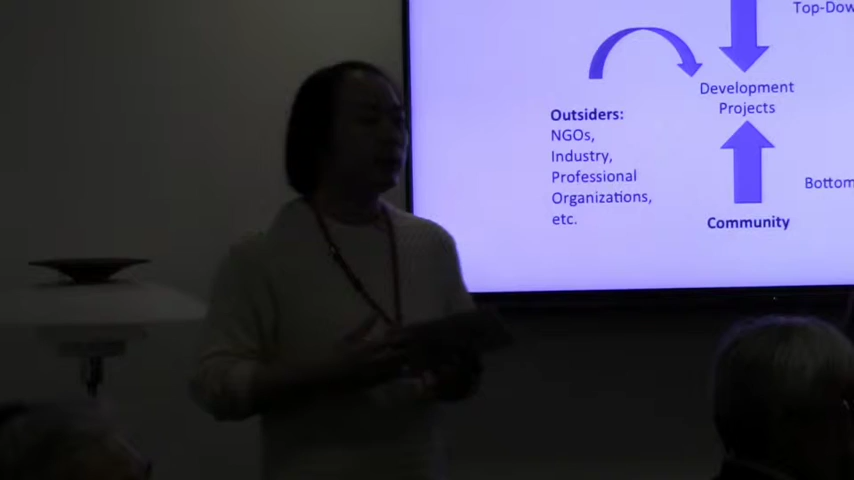 Top-Dow
Development
Projects
Outsiders:
NGOs,
Industry,
Professional
Organizations,
etc.
Bottom
Community